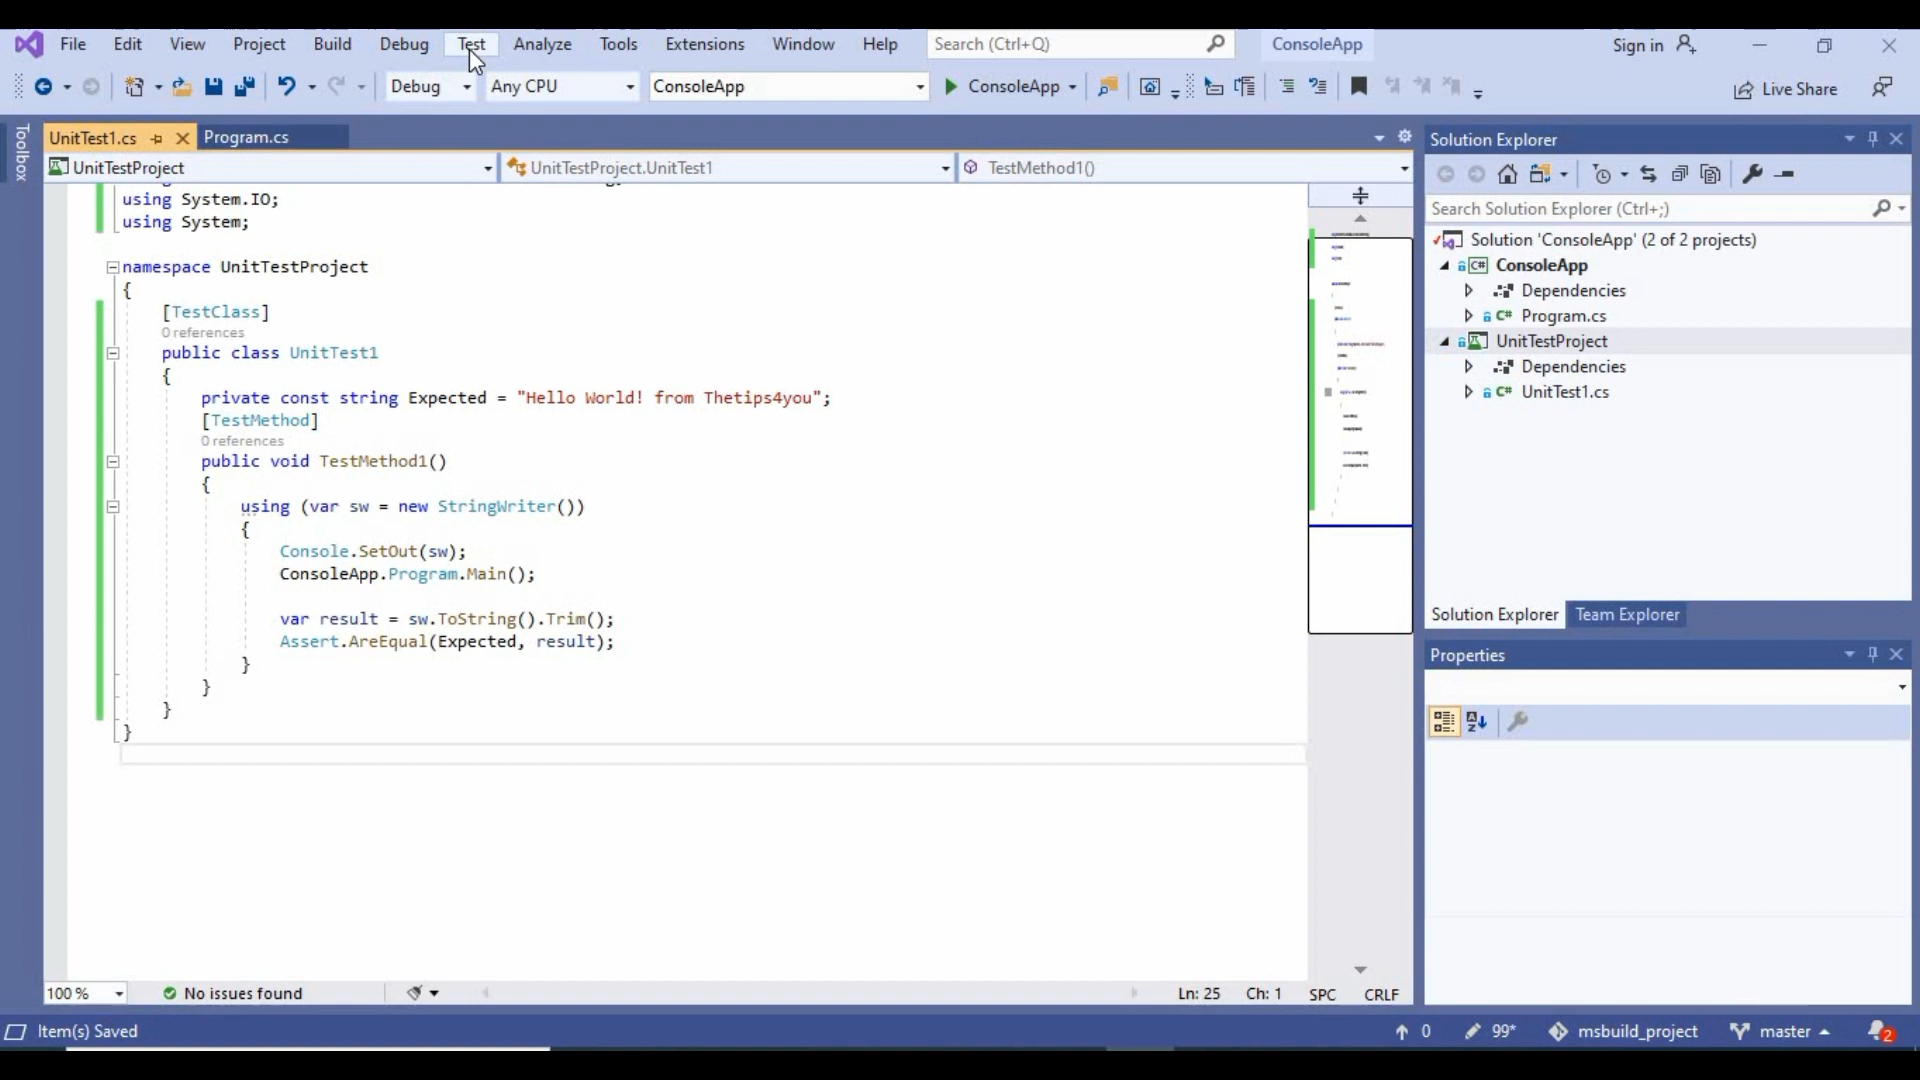 File Edit View Project Build Debug Test Analyze Tools Extensions Window Help Search (Ctrl+Q) ConsoleApp Sign in
Debug Any CPU ConsoleApp ConsoleApp Live Share
Toolbox
UnitTest1.cs Program.cs
UnitTestProject UnitTestProject.UnitTest1 TestMethod1()
using System.IO;
using System;
namespace UnitTestProject
{
[TestClass]
0 references
public class UnitTest1
{
private const string Expected = "Hello World! from Thetips4you";
[TestMethod]
0 references
public void TestMethod1()
{
using (var sw = new StringWriter())
{
Console.SetOut(sw);
ConsoleApp.Program.Main();
var result = sw.ToString().Trim();
Assert.AreEqual(Expected, result);
}
}
}
}
100 % No issues found Ln: 25 Ch: 1 SPC CRLF
Solution Explorer
Search Solution Explorer (Ctrl+;)
Solution 'ConsoleApp' (2 of 2 projects)
C# ConsoleApp
Dependencies
C# Program.cs
UnitTestProject
Dependencies
C# UnitTest1.cs
Solution Explorer Team Explorer
Properties
Item(s) Saved 0 99* msbuild_project master 2